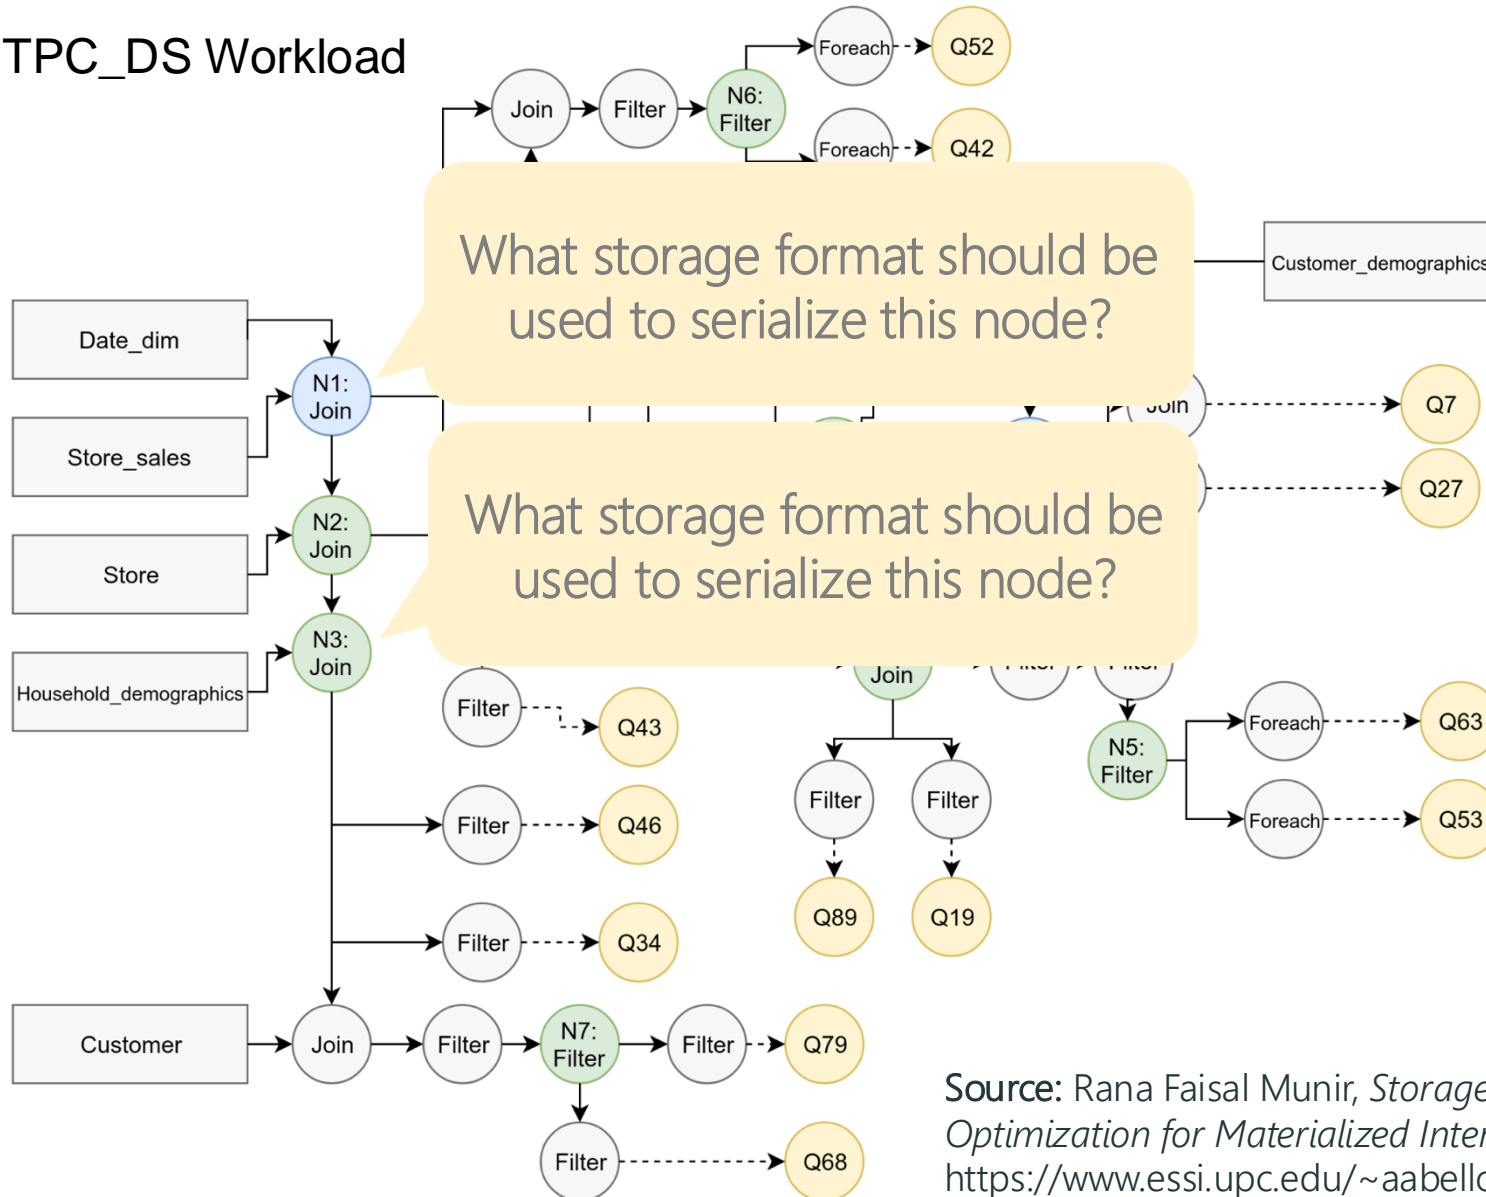 TPC_DS Workload
Foreach
Q52
Join
Filter
N6:
Filter
Foreach
Q42
What storage format should be
used to serialize this node?
Customer_demographics
Date_dim
N1:
Join
Store_sales
Join
Q7
What storage format should be
used to serialize this node?
Q27
N2:
Join
Store
N3:
Join
Household_demographics
Join
Filter
Filter
Filter
Q43
N5:
Filter
Foreach
Q63
Filter
Filter
Foreach
Q53
Filter
Q46
Q89
Q19
Filter
Q34
Customer
Join
Filter
N7:
Filter
Filter
Q79
Filter
Q68
Source: Rana Faisal Munir, Storage
Optimization for Materialized Inter
https://www.essi.upc.edu/~aabello